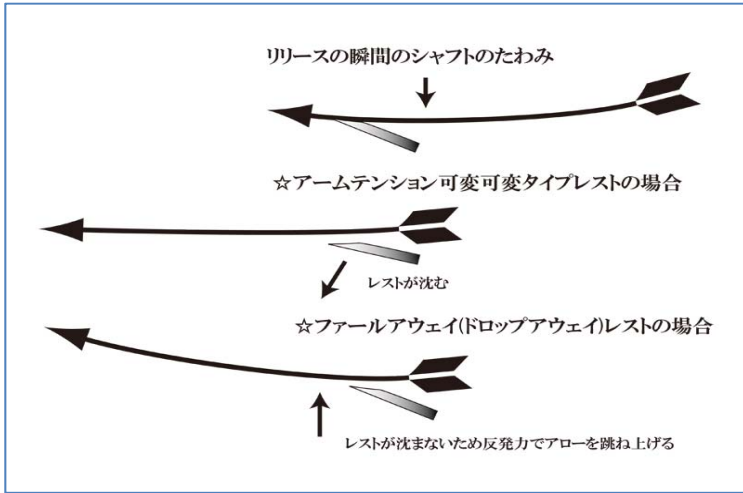 リリースの瞬間のシャフトのたわみ
☆アームテンション可変可変タイプレストの場合
レストが沈む
☆ファールアウェイ(ドロップアウェイ)レストの場合
レストが沈まないため反発力でアローを跳ね上げる